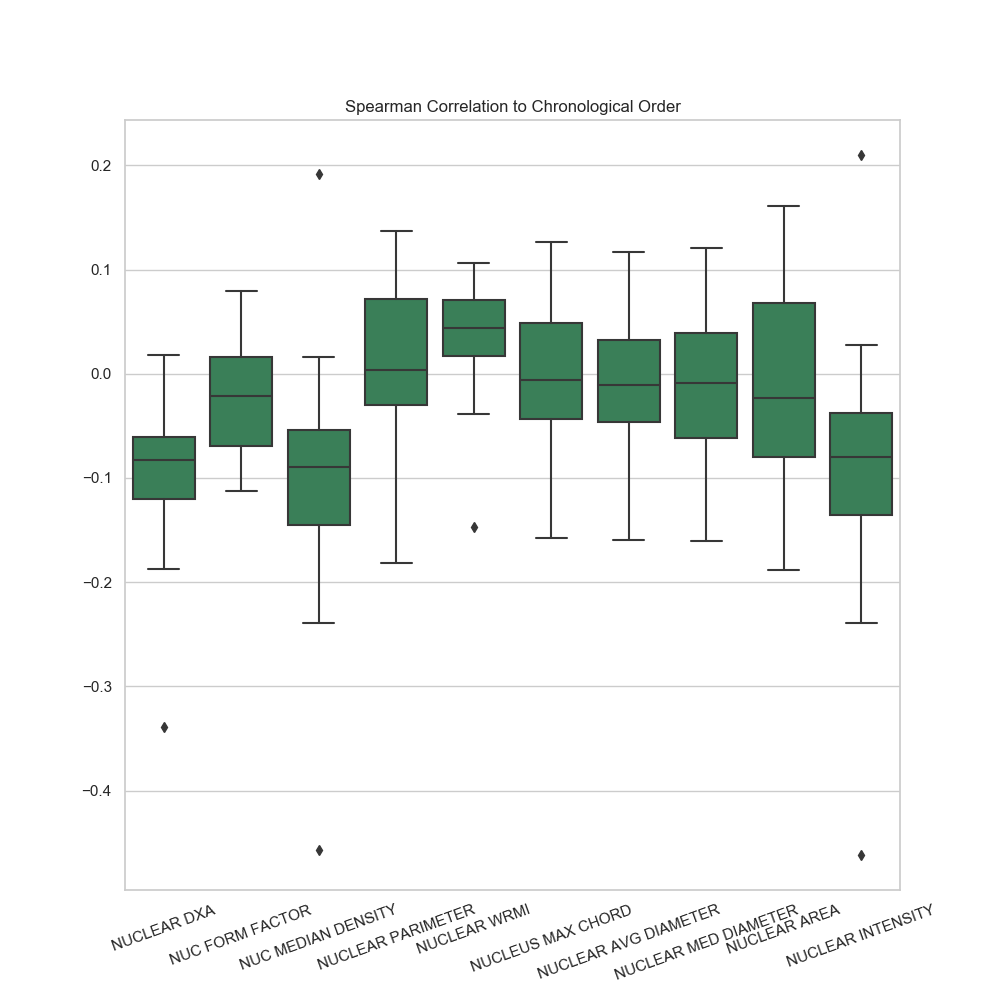 Spearman Correlation to Chronological Order
0.2
0.1
0.0
−0.1
−0.2
−0.3
−0.4
NUCLEAR DXA
NUC FORM FACTOR
NUC MEDIAN DENSITY
NUCLEAR PARIMETER
NUCLEAR WRMI
NUCLEUS MAX CHORD
NUCLEAR AVG DIAMETER
NUCLEAR MED DIAMETER
NUCLEAR AREA
NUCLEAR INTENSITY